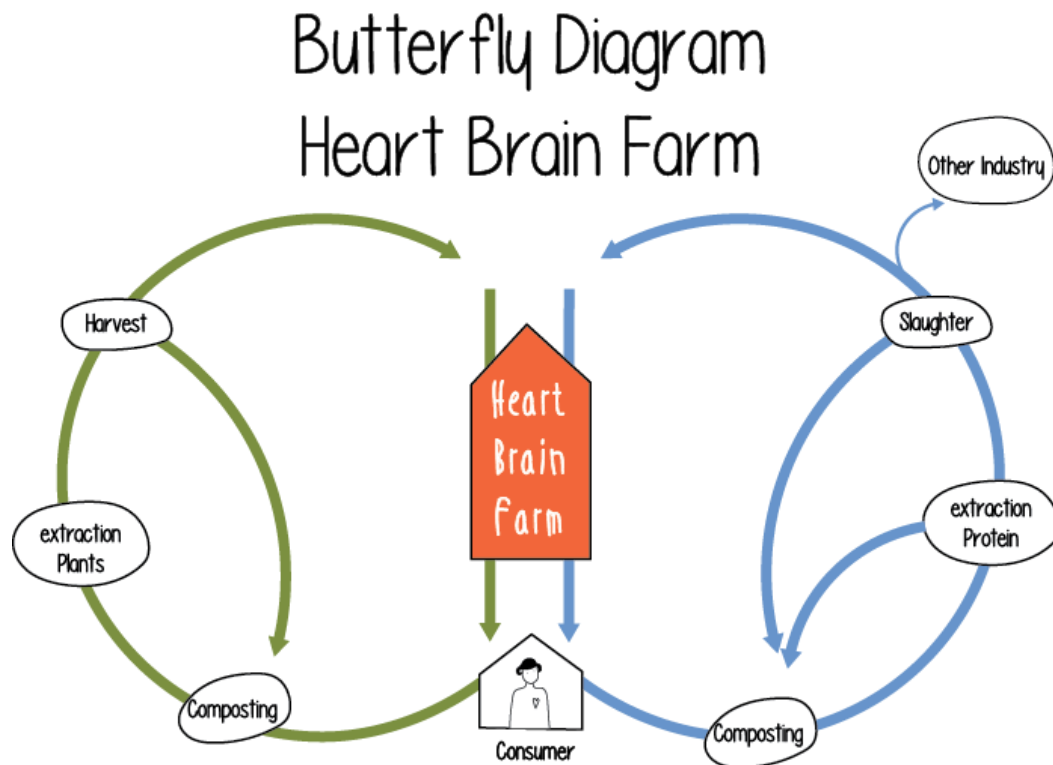 Butterfly Diagram
Heart Brain Farm
Other Industry
Harvest
Slaughter
Heart
Brain
Farm
extraction
Plants
extraction
Protein
Composting
Composting
Consumer